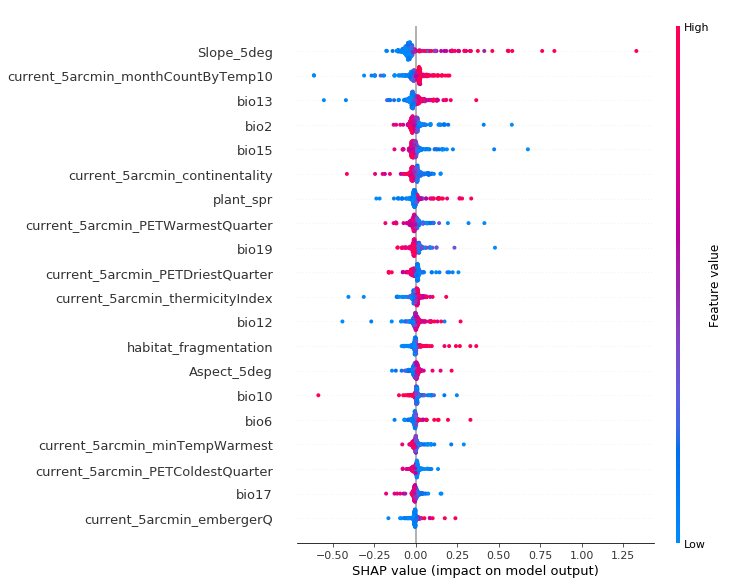 High
Slope_5deg
current_5arcmin_monthCountByTemp10
bio13
bio2
bio15
current_5arcmin_continentality
plant_spr
current_5arcmin_PETWarmestQuarter
bio19
current_5arcmin_PETDriestQuarter
current_5arcmin_thermicityIndex
bio12
habitat_fragmentation
Aspect_5deg
bio10
bio6
current_5arcmin_minTempWarmest
current_5arcmin_PETColdestQuarter
bio17
current_5arcmin_embergerQ
Feature value
Low
−0.50 −0.25 0.00 0.25 0.50 0.75 1.00 1.25
SHAP value (impact on model output)